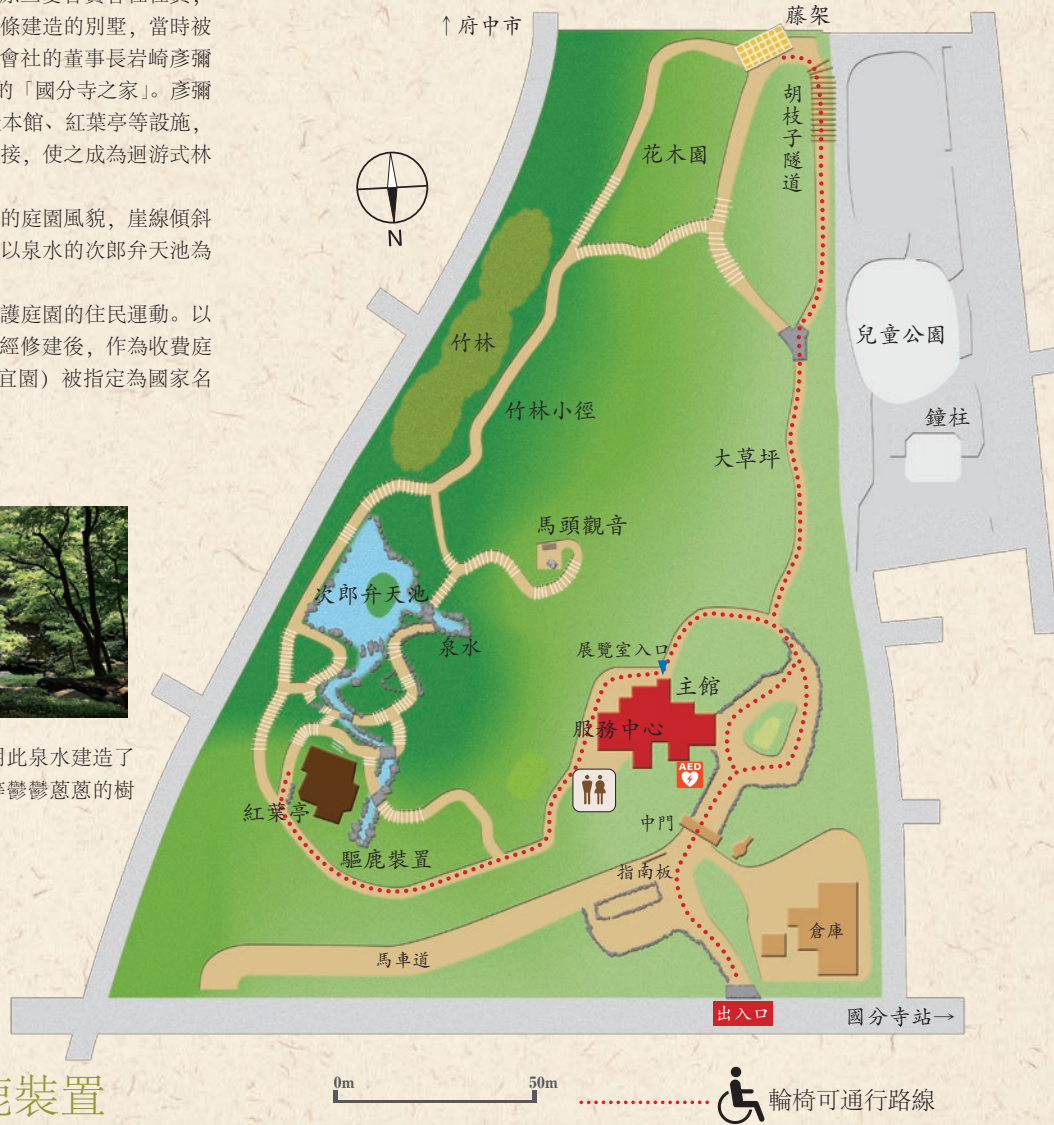 條建造的別墅，當時被
會社的董事長岩崎彥彌
的「國分寺之家」。彥彌
本館、紅葉亭等設施，
接，使之成為迴游式林
的庭園風貌，崖線傾斜
以泉水的次郎弁天池為
護庭園的住民運動。以
經修建後，作為收費庭
宜園）被指定為國家名
此泉水建造了
鬱鬱蔥蔥的樹
↑府中市
藤架
胡枝子隧道
花木園
N
竹林
兒童公園
竹林小徑
鐘柱
大草坪
馬頭觀音
次郎弁天池
泉水
展覽室入口
主館
服務中心
AED
紅葉亭
中門
驅鹿裝置
指南板
倉庫
馬車道
出入口
國分寺站→
鹿裝置
0m
50m
輪椅可通行路線